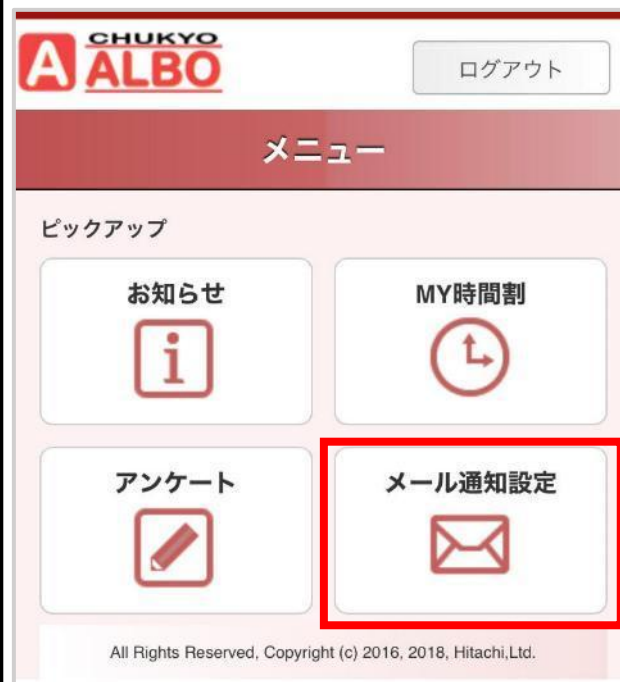 CHUKYO
A ALBO
ログアウト
メニュー
ピックアップ
お知らせ
MY時間割
アンケート
メール通知設定
All Rights Reserved, Copyright (c) 2016, 2018, Hitachi,Ltd.